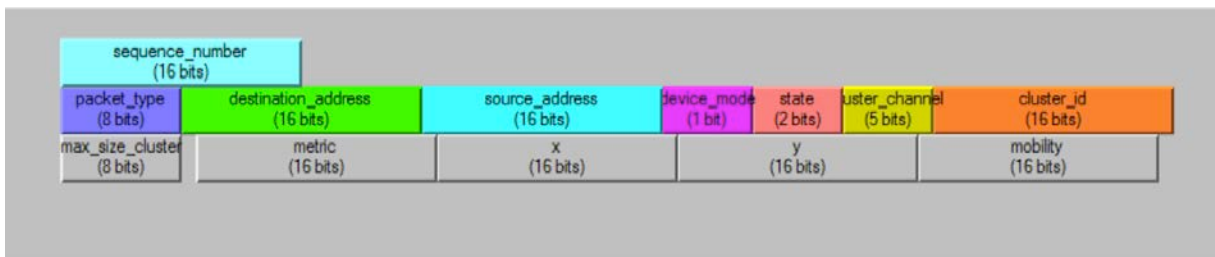 sequence_number
(16 bits)
packet_type destination_address source_address device_mode state uster_channel cluster_id
(8 bits) (16 bits) (16 bits) (1 bit) (2 bits) (5 bits) (16 bits)
max_size_cluster metric x y mobility
(8 bits) (16 bits) (16 bits) (16 bits) (16 bits)